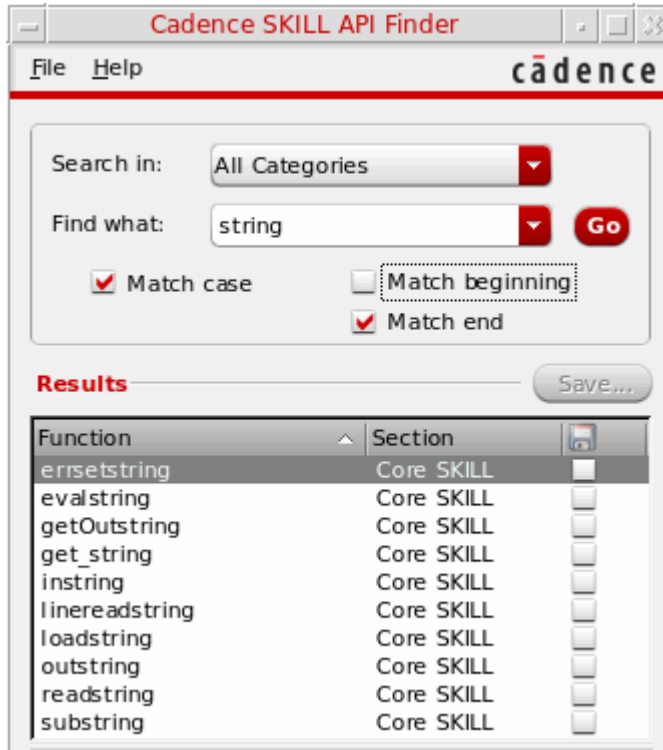 Cadence SKILL API Finder
File Help cādence
Search in: All Categories
Find what: string Go
Match case Match beginning
Match end
Results Save...
Function Section
errsetstring Core SKILL
evalstring Core SKILL
getOutstring Core SKILL
get_string Core SKILL
instring Core SKILL
linereadstring Core SKILL
loadstring Core SKILL
outstring Core SKILL
readstring Core SKILL
substring Core SKILL